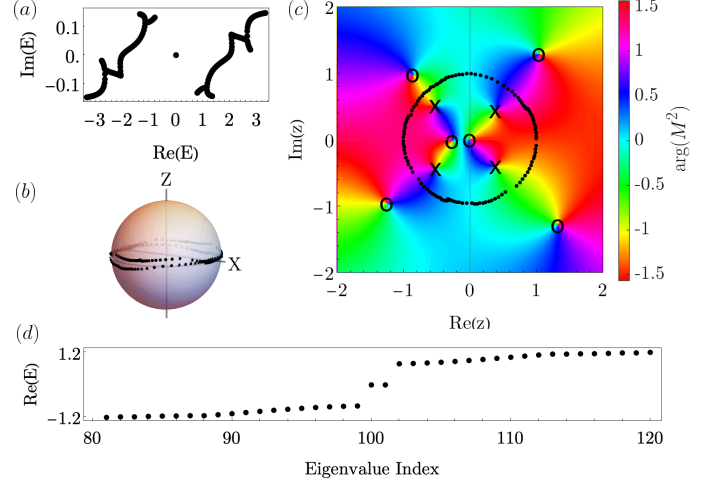 (a)
Im(E)
0.1
0
-0.1
-3 -2 -1 0 1 2 3
Re(E)
(b)
Z
X
(c)
Im(z)
2
1
0
-1
-2
O
O
O
O
O
O
X
X
X
X
-2 -1 0 1 2
Re(z)
1.5
1
0.5
0
-0.5
-1
-1.5
arg(M²)
(d)
Re(E)
1.2
-1.2
80 90 100 110 120
Eigenvalue Index